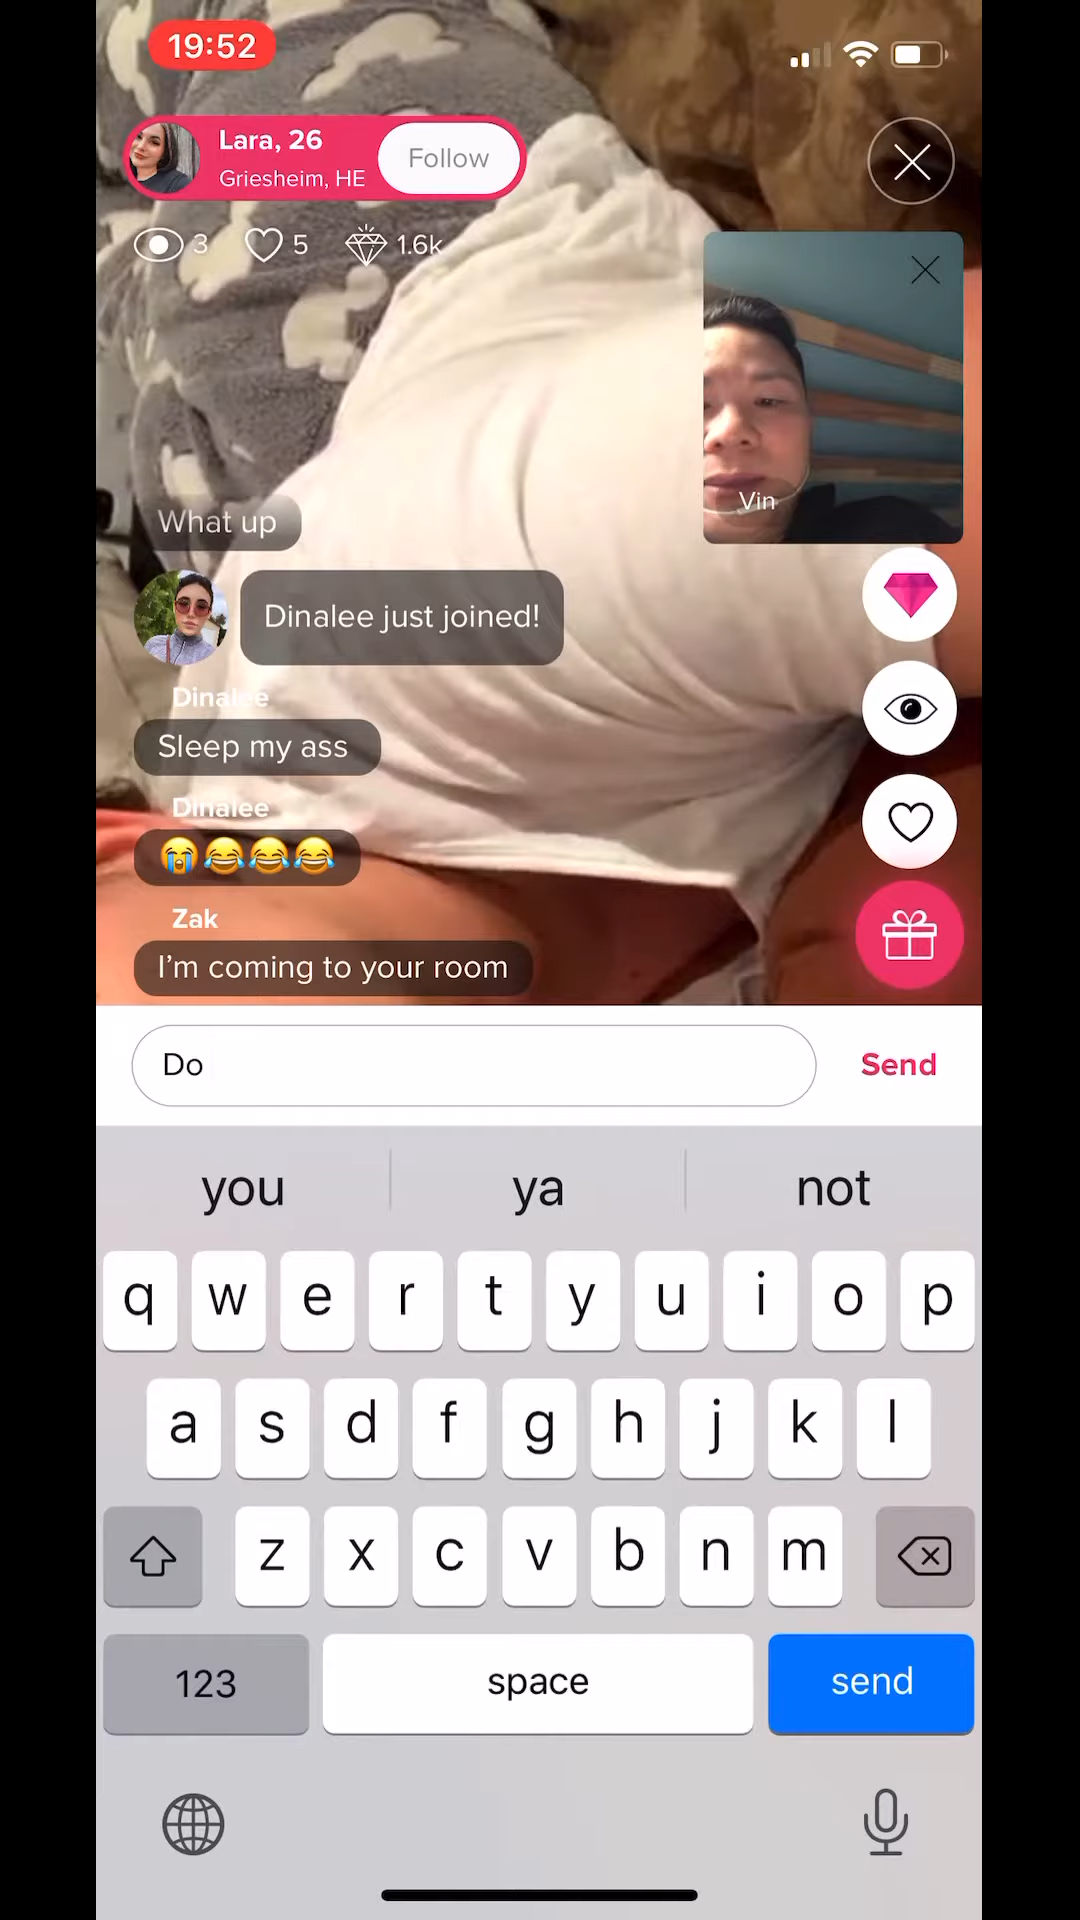 19:52
Lara, 26
Griesheim, HE
Follow
3
5
1.6k
Vin
What up
Dinalee just joined!
Dinalee
Sleep my ass
Dinalee
😭😂😂😂
Zak
I'm coming to your room
Do
Send
you
ya
not
q w e r t y u i o p
a s d f g h j k l
z x c v b n m
123
space
send